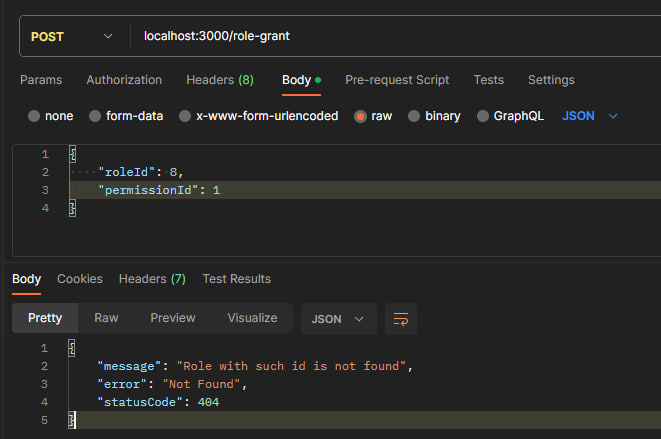 POST localhost:3000/role-grant
Params Authorization Headers (8) Body Pre-request Script Tests Settings
none form-data x-www-form-urlencoded raw binary GraphQL JSON
1 {
2 "roleId": 8,
3 "permissionId": 1
4 }
Body Cookies Headers (7) Test Results
Pretty Raw Preview Visualize JSON
1 {
2 "message": "Role with such id is not found",
3 "error": "Not Found",
4 "statusCode": 404
5 }